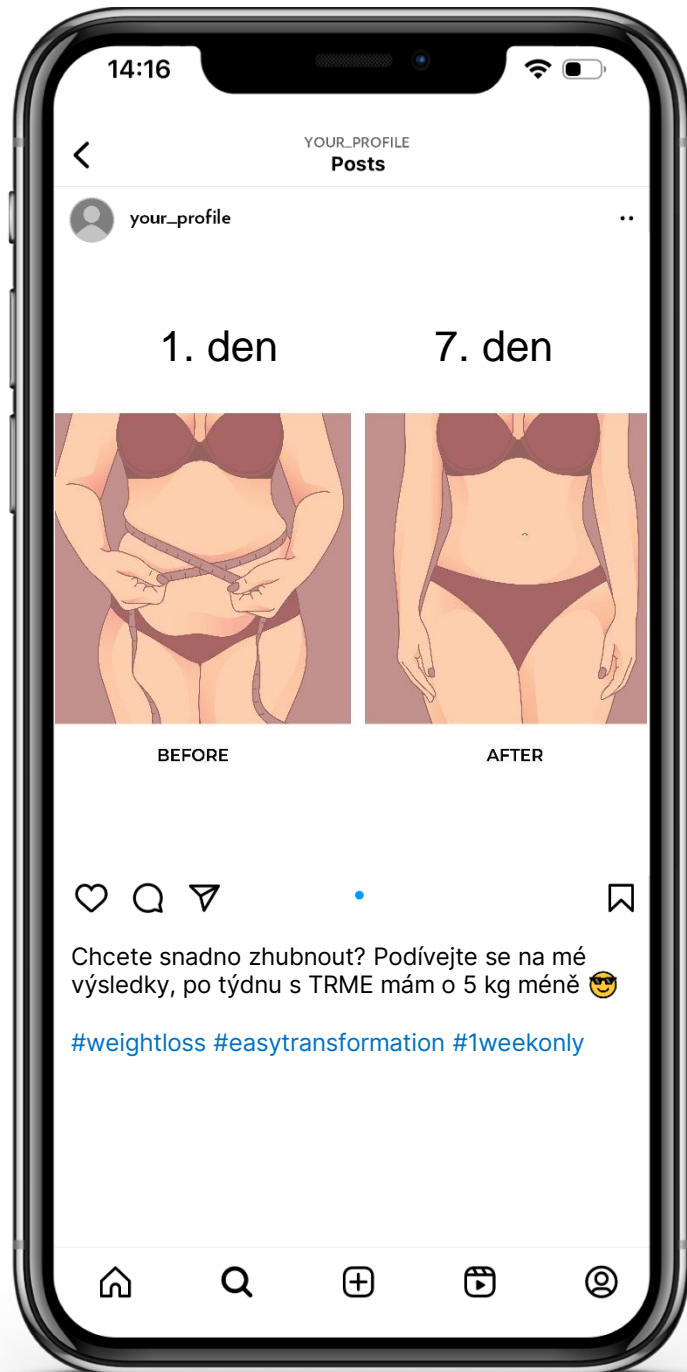 14:16
YOUR_PROFILE
Posts
your_profile
1. den
7. den
BEFORE
AFTER
Chcete snadno zhubnout? Podívejte se na mé
výsledky, po týdnu s TRME mám o 5 kg méně 😎
#weightloss #easytransformation #1weekonly